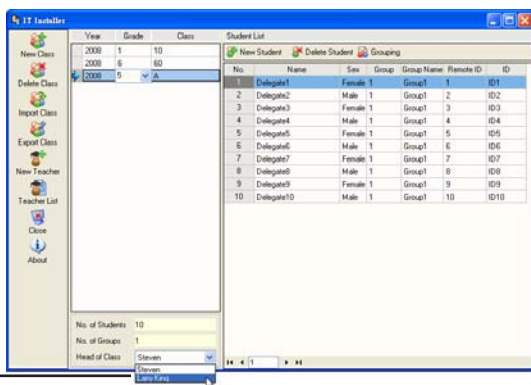 IT Installer
New Class
Delete Class
Import Class
Export Class
New Teacher
Teacher List
Close
About
Year Grade Class
2008 1 10
2008 6 60
2008 5 A
No. of Students 10
No. of Groups 1
Head of Class Steven
Steven
Larry King
Student List
New Student Delete Student Grouping
No. Name Sex Group Group Name Remote ID ID
1 Delegate1 Female 1 Group1 1 ID1
2 Delegate2 Male 1 Group1 2 ID2
3 Delegate3 Female 1 Group1 3 ID3
4 Delegate4 Male 1 Group1 4 ID4
5 Delegate5 Female 1 Group1 5 ID5
6 Delegate6 Male 1 Group1 6 ID6
7 Delegate7 Female 1 Group1 7 ID7
8 Delegate8 Male 1 Group1 8 ID8
9 Delegate9 Female 1 Group1 9 ID9
10 Delegate10 Male 1 Group1 10 ID10
1